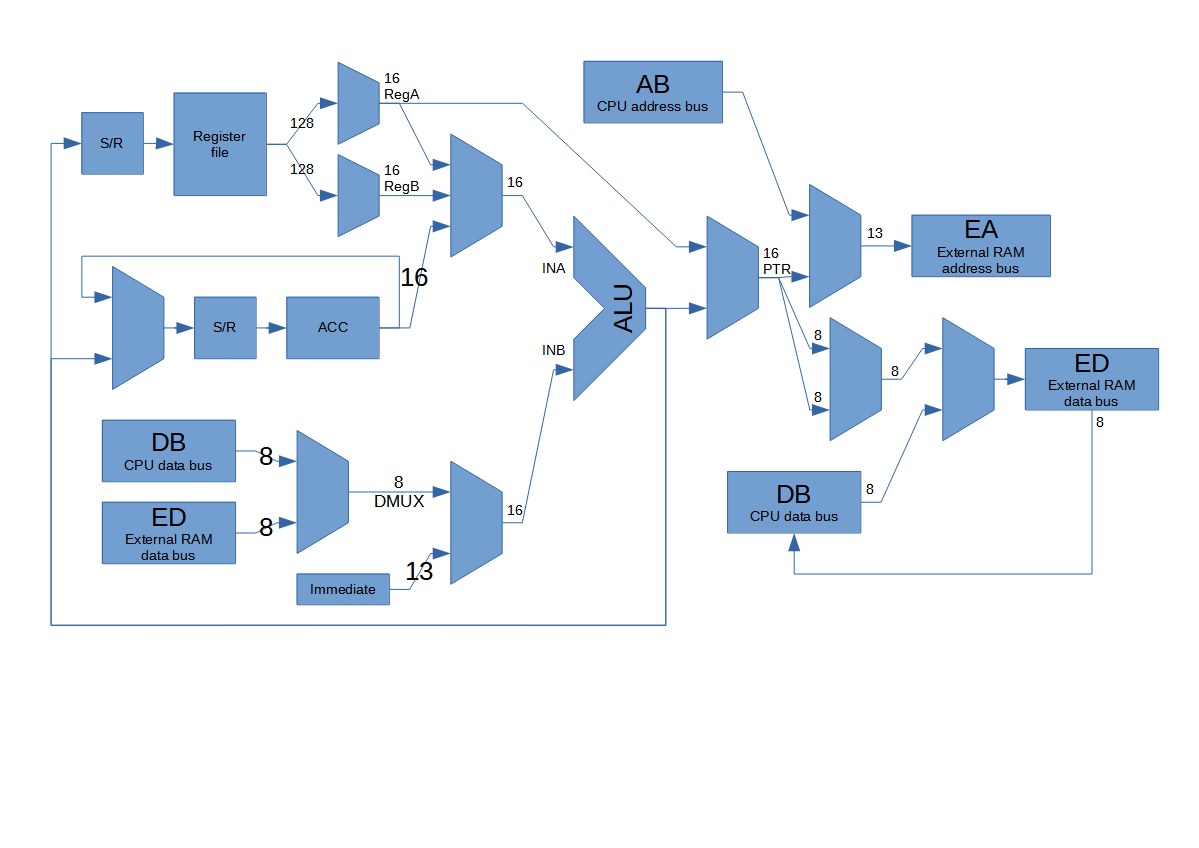 16
RegA
AB
CPU address bus
128
S/R
Register
file
128
16
RegB
16
13
EA
External RAM
address bus
INA
16
PTR
16
S/R
ACC
ALU
INB
8
8
8
ED
External RAM
data bus
8
DB
CPU data bus
8
8
DMUX
ED
External RAM
data bus
8
16
13
Immediate
DB
CPU data bus
8